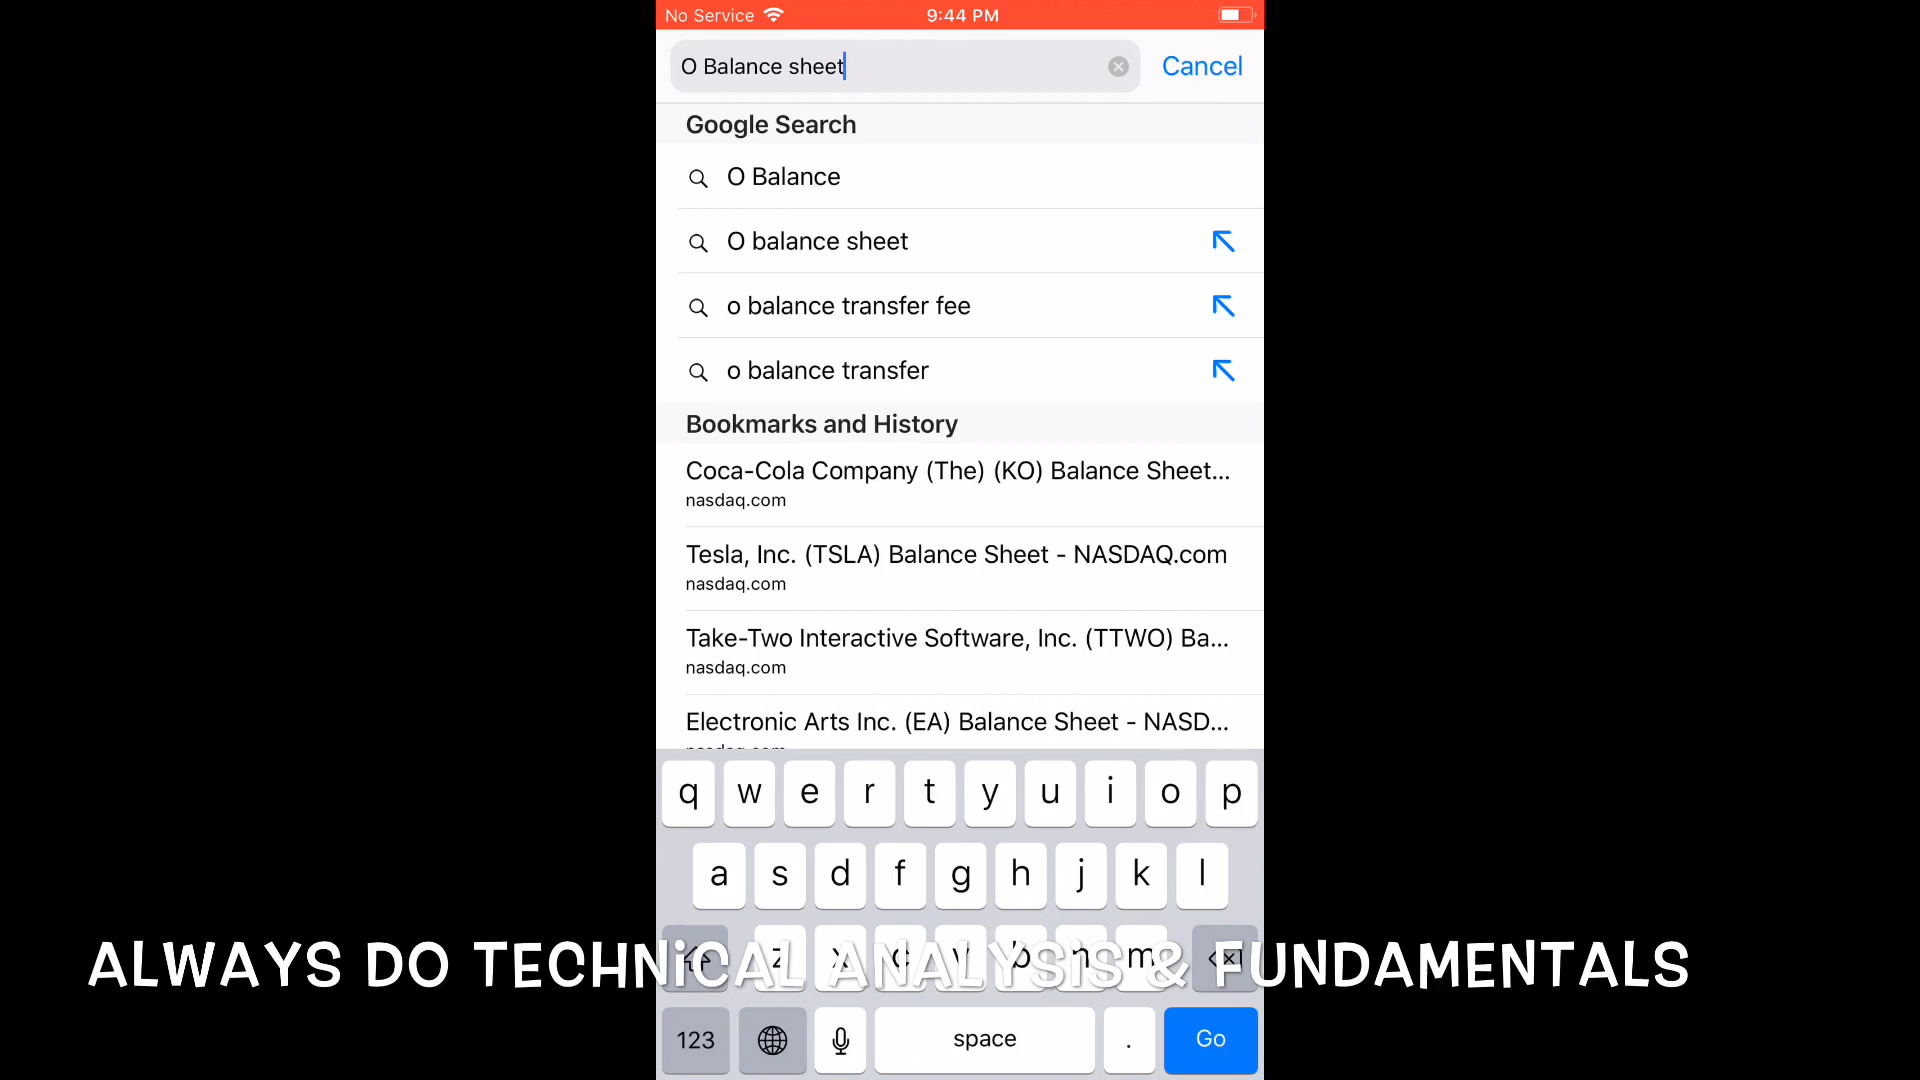 No Service 9:44 PM
O Balance sheet Cancel
Google Search
O Balance
O balance sheet
o balance transfer fee
o balance transfer
Bookmarks and History
Coca-Cola Company (The) (KO) Balance Sheet...
nasdaq.com
Tesla, Inc. (TSLA) Balance Sheet - NASDAQ.com
nasdaq.com
Take-Two Interactive Software, Inc. (TTWO) Ba...
nasdaq.com
Electronic Arts Inc. (EA) Balance Sheet - NASD...
nasdaq.com
q w e r t y u i o p
a s d f g h j k l
z x c v b n m
ALWAYS DO TECHNiCAL ANALYSiS & FUNDAMENTALS
123 space . Go